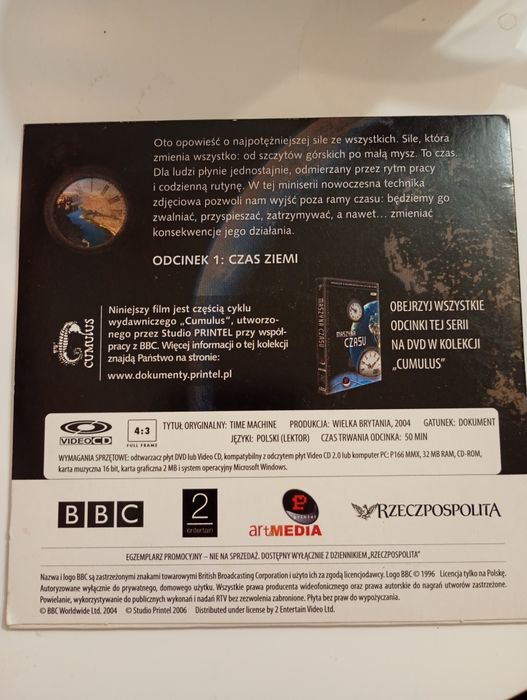 Oto opowieść o najpotężniejszej sile ze wszystkich. Sile, która
zmienia wszystko: od szczytów górskich po małą mysz. To czas.
Dla ludzi płynie jednostajnie, odmierzany przez rytm pracy
i codzienną rutynę. W tej miniserii nowoczesna technika
zdjęciowa pozwoli nam wyjść poza ramy czasu: będziemy go
zwalniać, przyspieszać, zatrzymywać, a nawet... zmieniać
konsekwencje jego działania.
ODCINEK 1: CZAS ZIEMI
CUMULUS
Niniejszy film jest częścią cyklu
wydawniczego „Cumulus”, utworzo-
nego przez Studio PRINTEL przy współ-
pracy z BBC. Więcej informacji o tej kolekcji
znajdą Państwo na stronie:
www.dokumenty.printel.pl
MASZYNA CZASU
MASZYNA
CZASU
OBEJRZYJ WSZYSTKIE
ODCINKI TEJ SERII
NA DVD W KOLEKCJI
„CUMULUS”
VIDEO CD
4:3
FULL FRAME
TYTUŁ ORYGINALNY: TIME MACHINE PRODUKCJA: WIELKA BRYTANIA, 2004 GATUNEK: DOKUMENT
JĘZYKI: POLSKI (LEKTOR) CZAS TRWANIA ODCINKA: 50 MIN
WYMAGANIA SPRZĘTOWE: odtwarzacz płyt DVD lub Video CD, kompatybilny z odczytem płyt Video CD 2.0 lub komputer PC: P166 MMX, 32 MB RAM, CD-ROM,
karta muzyczna 16 bit, karta graficzna 2 MB i system operacyjny Microsoft Windows.
BBC
2
entertain
printel
artMEDIA
RZECZPOSPOLITA
EGZEMPLARZ PROMOCYJNY – NIE NA SPRZEDAŻ. DOSTĘPNY WYŁĄCZNIE Z DZIENNIKIEM „RZECZPOSPOLITA”
Nazwa i logo BBC są zastrzeżonymi znakami towarowymi British Broadcasting Corporation i użyto ich za zgodą licencjodawcy. Logo BBC © 1996 Licencja tylko na Polskę.
Autoryzowane wyłącznie do prywatnego, domowego użytku. Wszystkie prawa producenta wideofonicznego oraz prawa autorskie do nagrań utworów zastrzeżone.
Powielanie, wykorzystywanie do publicznych wykonań i nadań RTV bez zezwolenia zabronione. Płyta bez prawa do wypożyczania.
© BBC Worldwide Ltd. 2004 © Studio Printel 2006 Distributed under license by 2 Entertain Video Ltd.